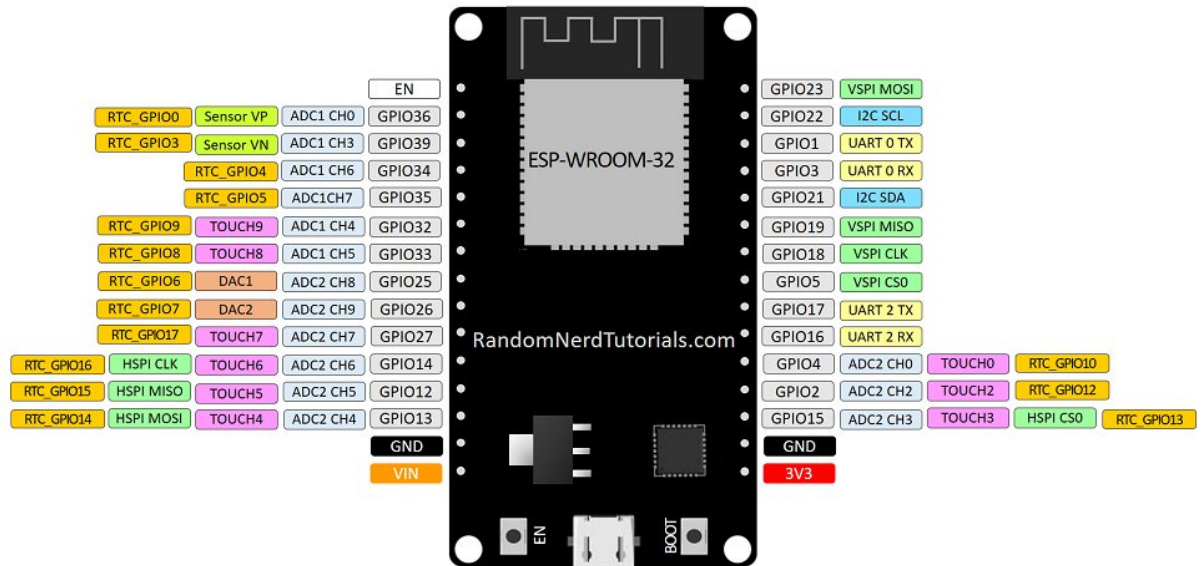 EN GPIO23 VSPI MOSI
RTC_GPIO0 Sensor VP ADC1 CH0 GPIO36 GPIO22 I2C SCL
RTC_GPIO3 Sensor VN ADC1 CH3 GPIO39 GPIO1 UART 0 TX
RTC_GPIO4 ADC1 CH6 GPIO34 ESP-WROOM-32 GPIO3 UART 0 RX
RTC_GPIO5 ADC1CH7 GPIO35 GPIO21 I2C SDA
RTC_GPIO9 TOUCH9 ADC1 CH4 GPIO32 GPIO19 VSPI MISO
RTC_GPIO8 TOUCH8 ADC1 CH5 GPIO33 GPIO18 VSPI CLK
RTC_GPIO6 DAC1 ADC2 CH8 GPIO25 GPIO5 VSPI CS0
RTC_GPIO7 DAC2 ADC2 CH9 GPIO26 GPIO17 UART 2 TX
RTC_GPIO17 TOUCH7 ADC2 CH7 GPIO27 RandomNerdTutorials.com GPIO16 UART 2 RX
RTC_GPIO16 HSPI CLK TOUCH6 ADC2 CH6 GPIO14 GPIO4 ADC2 CH0 TOUCH0 RTC_GPIO10
RTC_GPIO15 HSPI MISO TOUCH5 ADC2 CH5 GPIO12 GPIO2 ADC2 CH2 TOUCH2 RTC_GPIO12
RTC_GPIO14 HSPI MOSI TOUCH4 ADC2 CH4 GPIO13 GPIO15 ADC2 CH3 TOUCH3 HSPI CS0 RTC_GPIO13
GND GND
VIN 3V3
EN BOOT